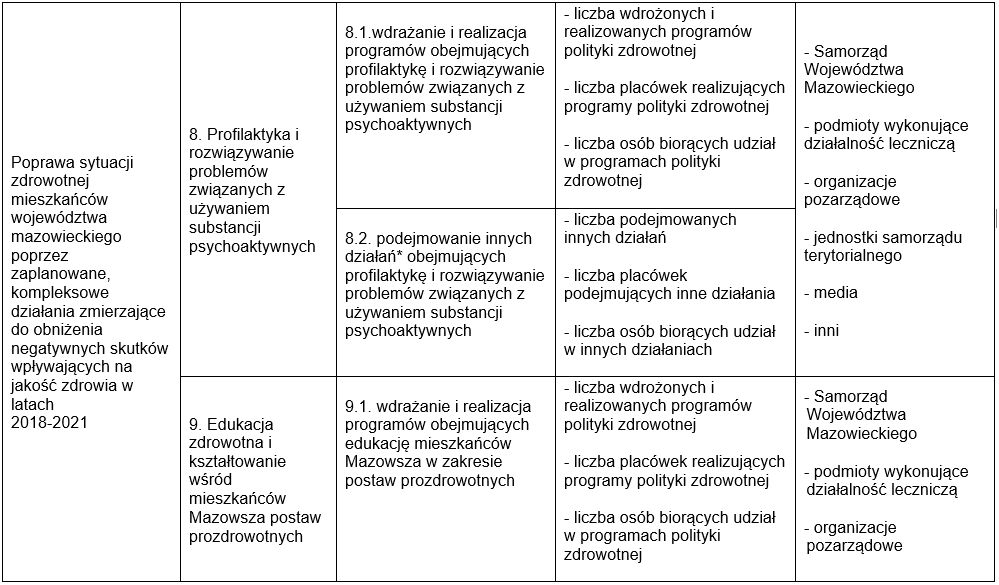 Poprawa sytuacji
zdrowotnej
mieszkańców
województwa
mazowieckiego
poprzez
zaplanowane,
kompleksowe
działania zmierzające
do obniżenia
negatywnych skutków
wpływających na
jakość zdrowia w
latach
2018-2021
8. Profilaktyka i
rozwiązywanie
problemów
związanych z
używaniem
substancji
psychoaktywnych
8.1.wdrażanie i realizacja
programów obejmujących
profilaktykę i rozwiązywanie
problemów związanych z
używaniem substancji
psychoaktywnych
- liczba wdrożonych i
realizowanych programów
polityki zdrowotnej
- liczba placówek realizujących
programy polityki zdrowotnej
- liczba osób biorących udział
w programach polityki
zdrowotnej
- Samorząd
Województwa
Mazowieckiego
- podmioty wykonujące
działalność leczniczą
- organizacje
pozarządowe
- jednostki samorządu
terytorialnego
- media
- inni
8.2. podejmowanie innych
działań* obejmujących
profilaktykę i rozwiązywanie
problemów związanych z
używaniem substancji
psychoaktywnych
- liczba podejmowanych
innych działań
- liczba placówek
podejmujących inne działania
- liczba osób biorących udział
w innych działaniach
9. Edukacja
zdrowotna i
kształtowanie
wśród
mieszkańców
Mazowsza postaw
prozdrowotnych
9.1. wdrażanie i realizacja
programów obejmujących
edukację mieszkańców
Mazowsza w zakresie
postaw prozdrowotnych
- liczba wdrożonych i
realizowanych programów
polityki zdrowotnej
- liczba placówek realizujących
programy polityki zdrowotnej
- liczba osób biorących udział
w programach polityki
zdrowotnej
- Samorząd
Województwa
Mazowieckiego
- podmioty wykonujące
działalność leczniczą
- organizacje
pozarządowe